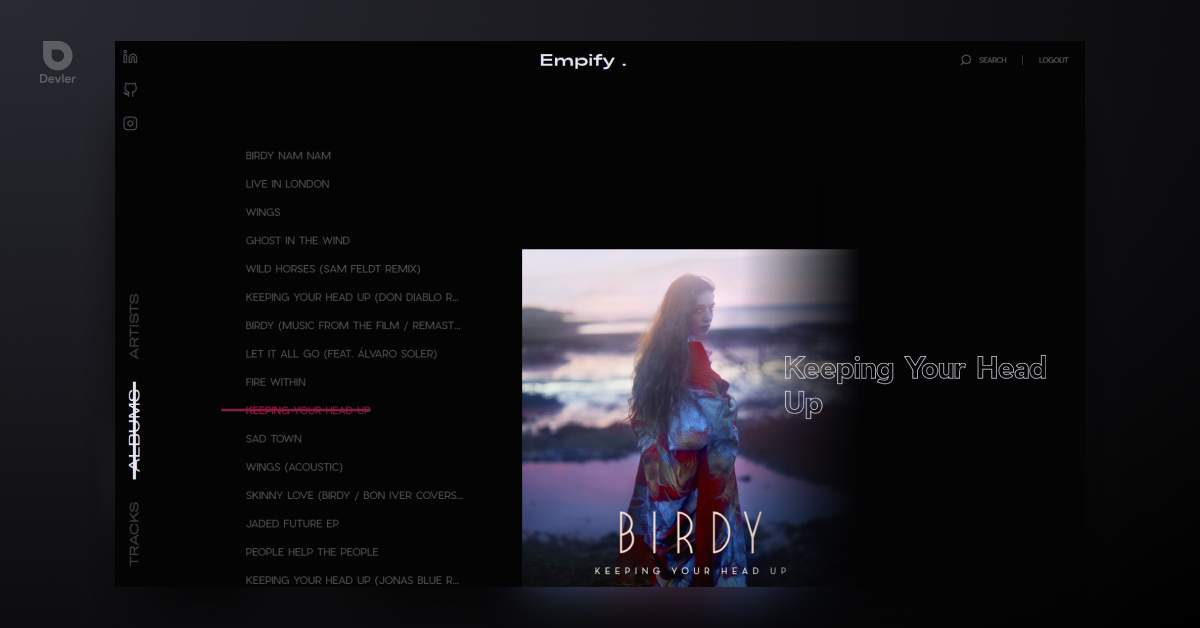 Devler
Empify .
SEARCH
LOGOUT
BIRDY NAM NAM
LIVE IN LONDON
WINGS
GHOST IN THE WIND
WILD HORSES (SAM FELDT REMIX)
KEEPING YOUR HEAD UP (DON DIABLO R...
BIRDY (MUSIC FROM THE FILM / REMAST...
LET IT ALL GO (FEAT. ÁLVARO SOLER)
FIRE WITHIN
KEEPING YOUR HEAD UP
SAD TOWN
WINGS (ACOUSTIC)
SKINNY LOVE (BIRDY / BON IVER COVERS...
JADED FUTURE EP
PEOPLE HELP THE PEOPLE
KEEPING YOUR HEAD UP (JONAS BLUE R...
ARTISTS
ALBUMS
TRACKS
Keeping Your Head
Up
BIRDY
KEEPING YOUR HEAD UP